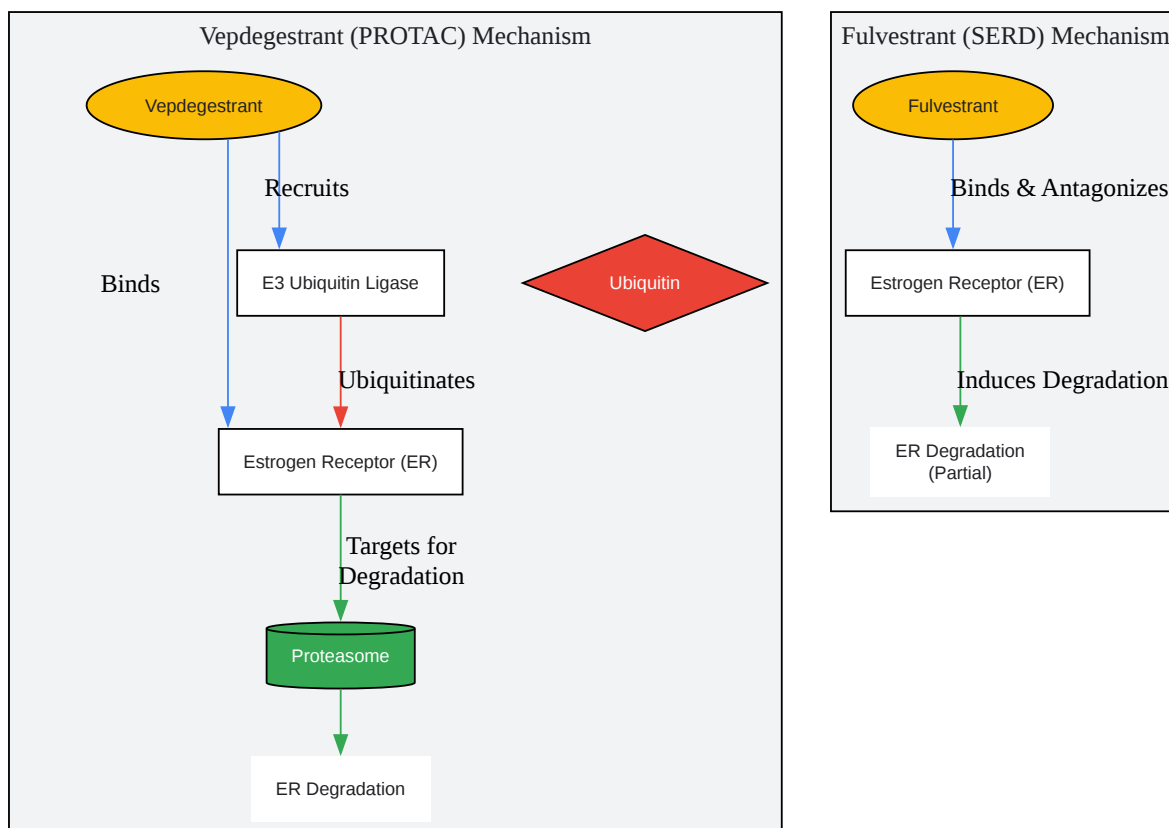 Vepdegestrant (PROTAC) Mechanism
Vepdegestrant
Recruits
Binds
E3 Ubiquitin Ligase
Ubiquitin
Ubiquitinates
Estrogen Receptor (ER)
Targets for
Degradation
Proteasome
ER Degradation
Fulvestrant (SERD) Mechanism
Fulvestrant
Binds & Antagonizes
Estrogen Receptor (ER)
Induces Degradation
ER Degradation
(Partial)